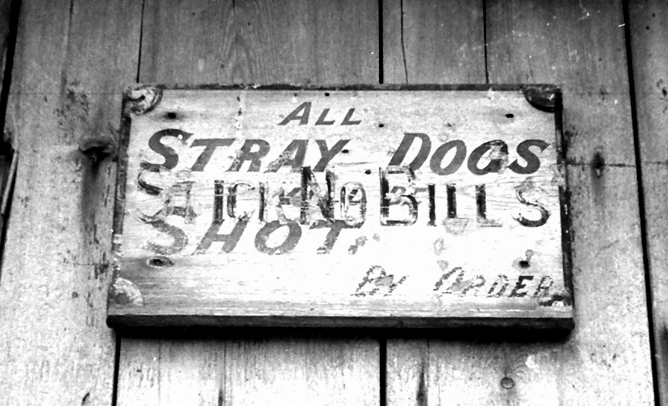 ALL
STRAY DOGS
STICK NO BILLS
SHOT.
BY ORDER